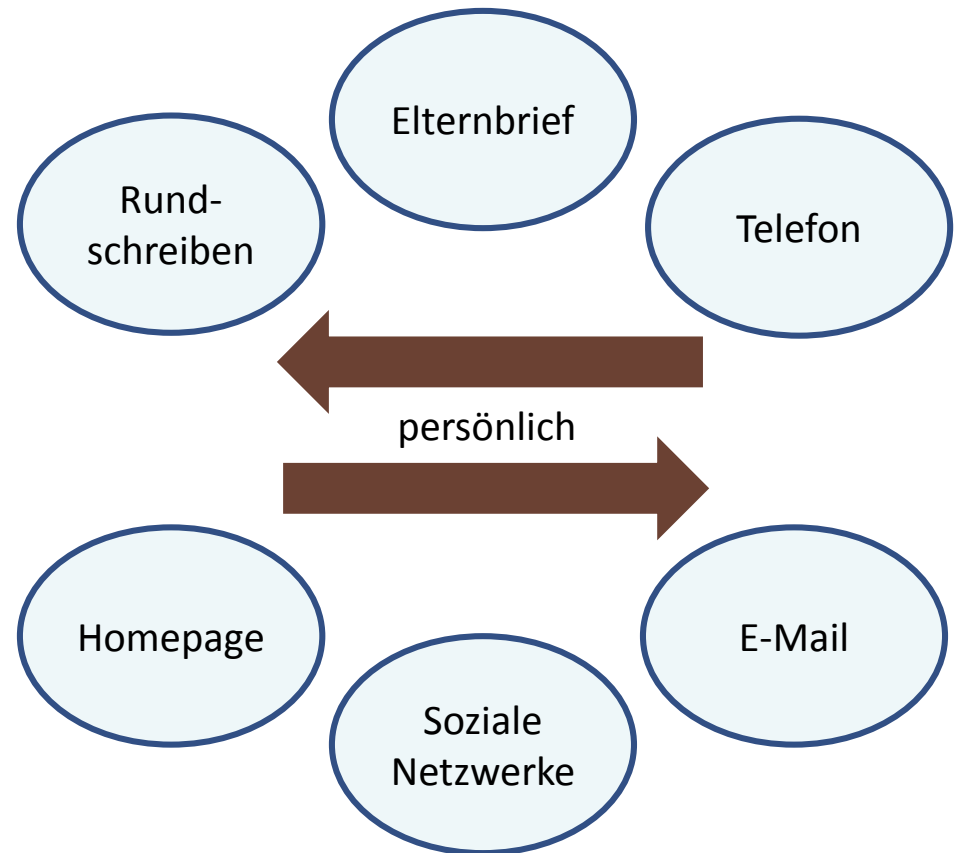 Elternbrief
Rund-
schreiben
Telefon
persönlich
Homepage
E-Mail
Soziale
Netzwerke